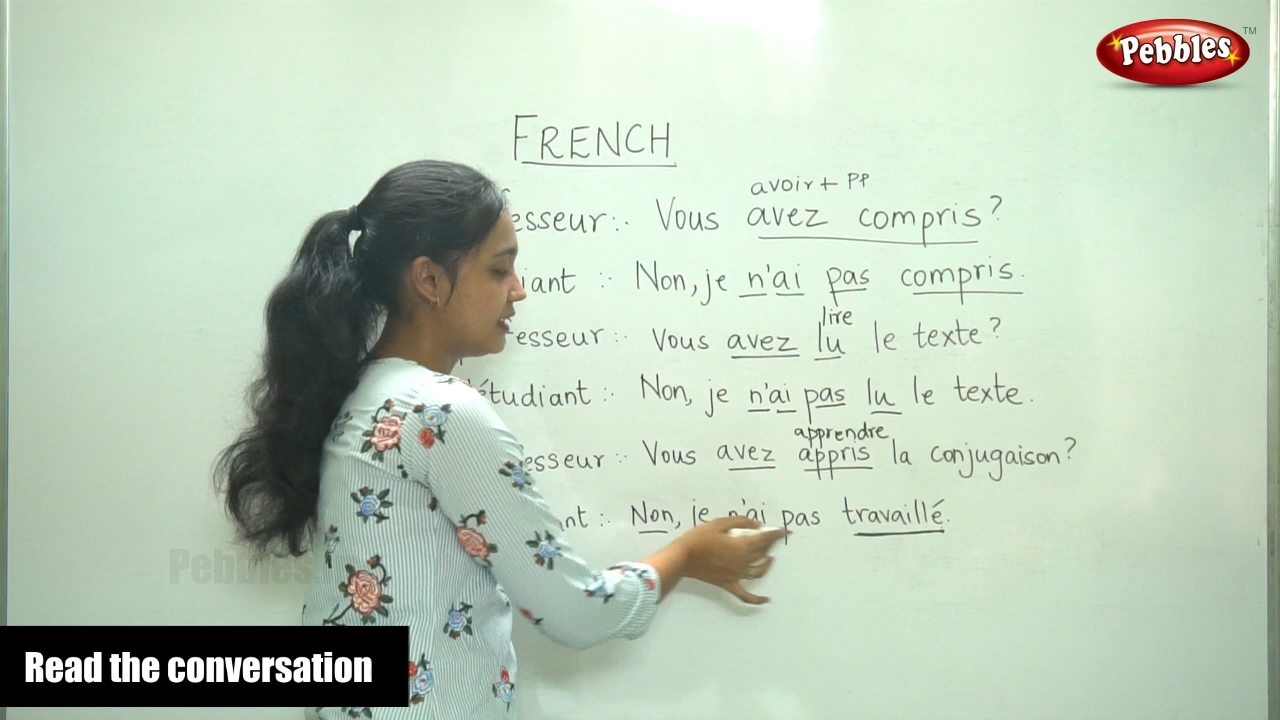 Pebbles TM
FRENCH
avoir + PP
esseur :- Vous avez compris?
iant :- Non, je n'ai pas compris.
lire
esseur :- Vous avez lu le texte?
étudiant :- Non, je n'ai pas lu le texte.
apprendre
esseur :- Vous avez appris la conjugaison?
nt :- Non, je n'ai pas travaillé.
Pebbles
Read the conversation